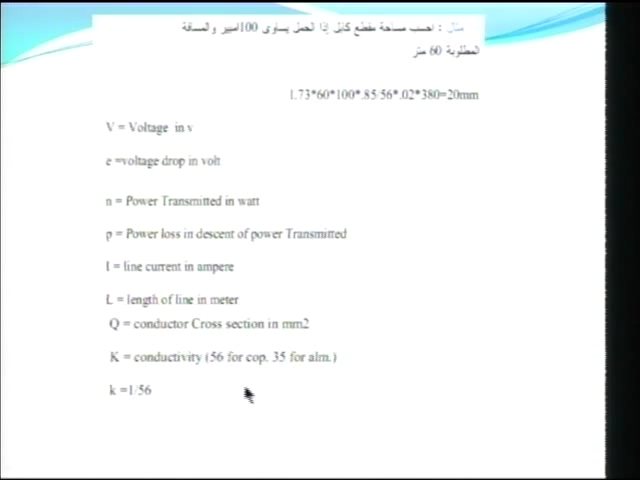 مثال : احسب مساحة مقطع كابل إذا الحمل يساوى 100امبير والمسافة
المطلوبة 60 متر
1.73*60*100*.85/56*.02*380=20mm
V = Voltage in v
e =voltage drop in volt
n = Power Transmitted in watt
p = Power loss in descent of power Transmitted
I = line current in ampere
L = length of line in meter
Q = conductor Cross section in mm2
K = conductivity (56 for cop. 35 for alm.)
k =1/56